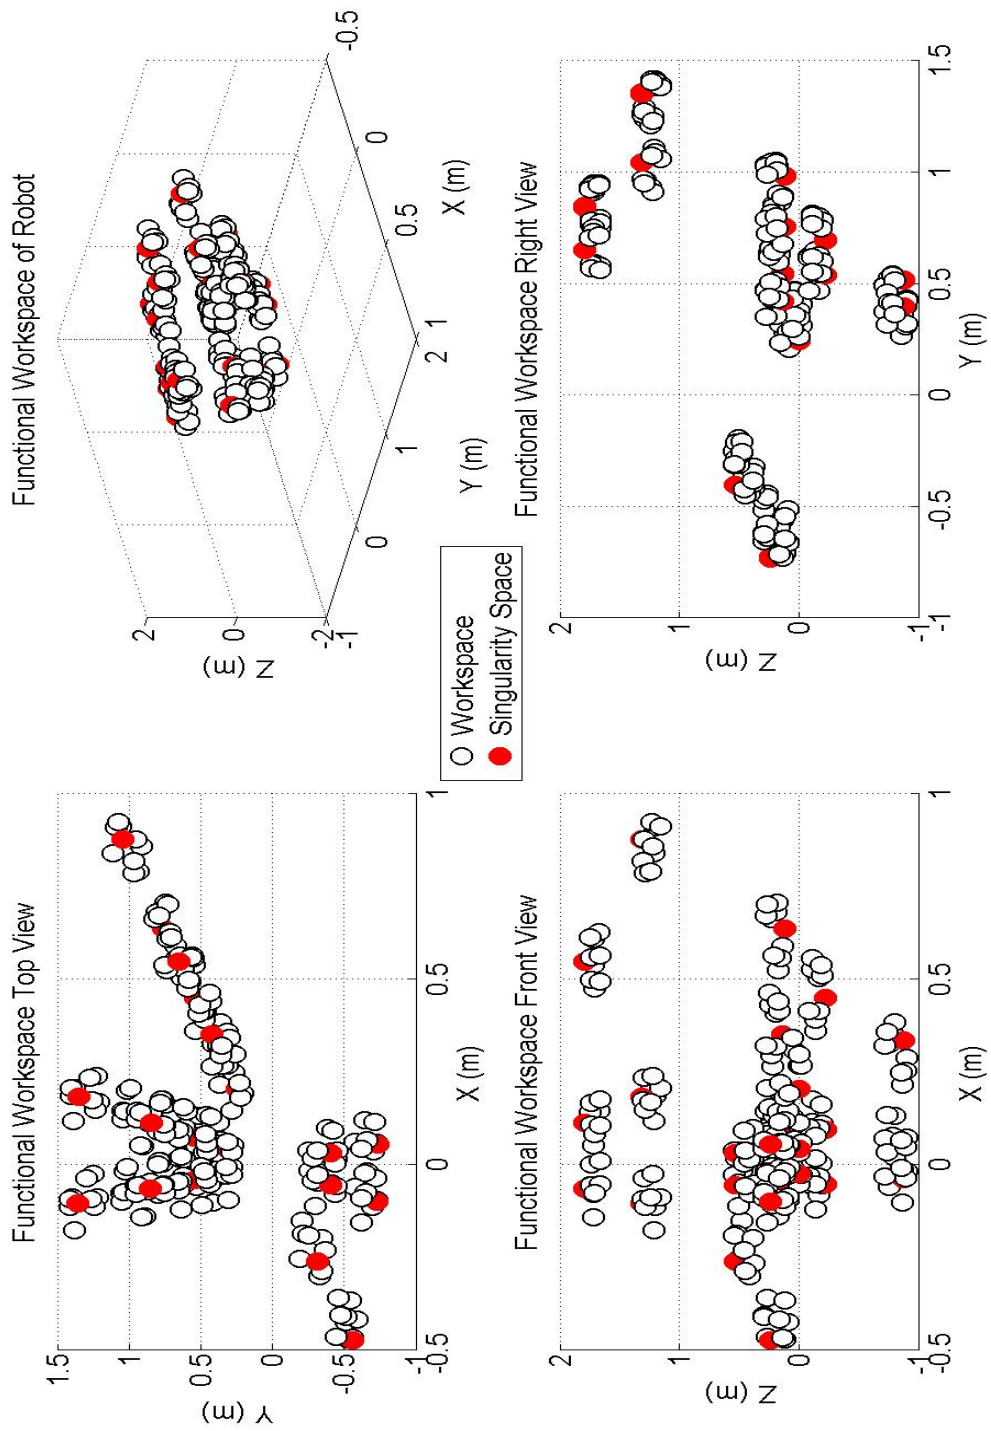 Functional Workspace Top View
1.5
1
0.5
0
-0.5
-1
Y (m)
-0.5
0
0.5
1
X (m)
Functional Workspace of Robot
2
0
-2
Z (m)
-1
0
1
2
Y (m)
1
0.5
0
-0.5
X (m)
Workspace
Singularity Space
Functional Workspace Front View
2
1
0
-1
Z (m)
-0.5
0
0.5
1
X (m)
Functional Workspace Right View
2
1
0
-1
Z (m)
-1
-0.5
0
0.5
1
1.5
Y (m)